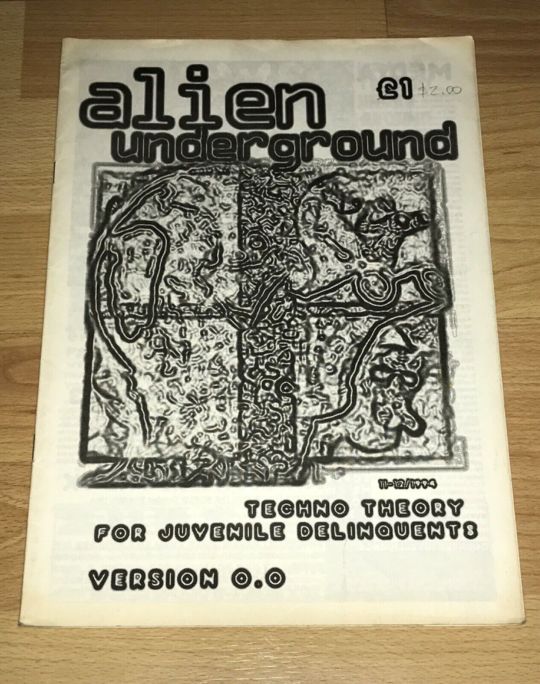 alien
£1 $2.00
underground
11-12/1994
TECHNO THEORY
FOR JUVENILE DELINQUENTS
VERSION 0.0